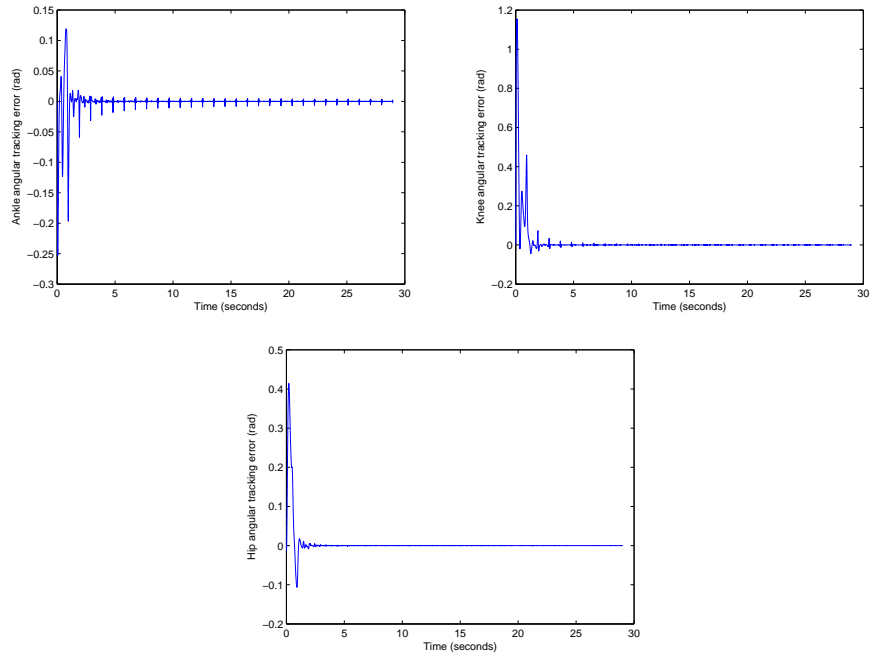 0.15
0.1
0.05
0
−0.05
−0.1
−0.15
−0.2
−0.25
−0.3
Ankle angular tracking error (rad)
0 5 10 15 20 25 30
Time (seconds)
1.2
1
0.8
0.6
0.4
0.2
0
−0.2
Knee angular tracking error (rad)
0 5 10 15 20 25 30
Time (seconds)
0.5
0.4
0.3
0.2
0.1
0
−0.1
−0.2
Hip angular tracking error (rad)
0 5 10 15 20 25 30
Time (seconds)